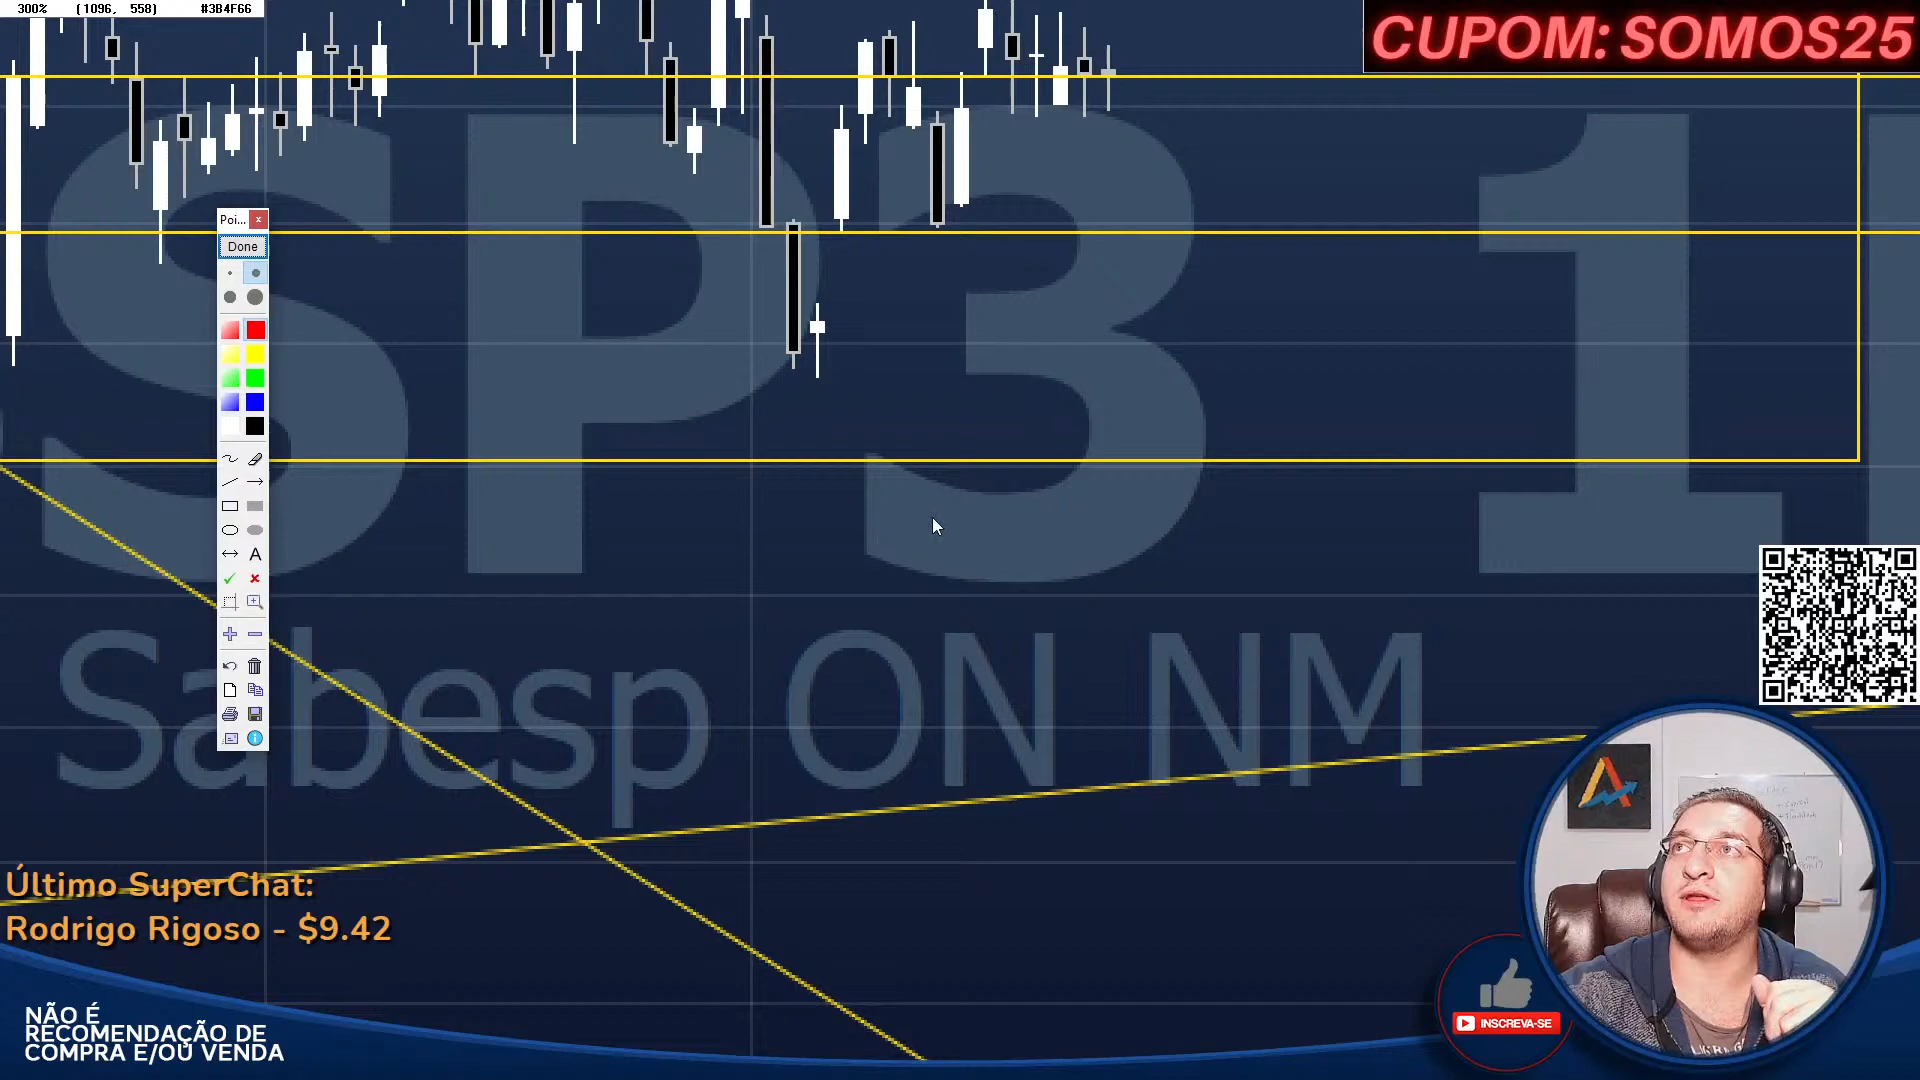 300% (1096, 558) #3B4F66
CUPOM: SOMOS25
SP3 1
Poi...
Done
A
Sabesp ON NM
Último SuperChat:
Rodrigo Rigoso - $9.42
NÃO É
RECOMENDAÇÃO DE
COMPRA E/OU VENDA
INSCREVA-SE